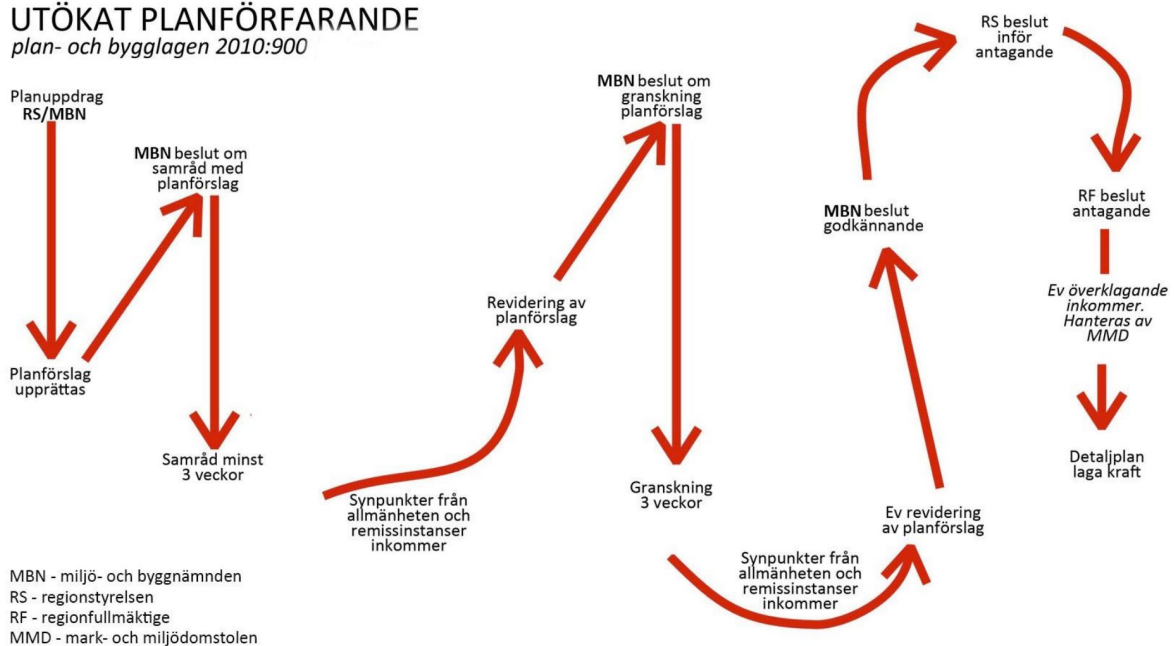 UTÖKAT PLANFÖRFARANDE
plan- och bygglagen 2010:900
Planuppdrag
RS/MBN
Planförslag
upprättas
MBN beslut om
samråd med
planförslag
Samråd minst
3 veckor
Synpunkter från
allmänheten och
remissinstanser
inkommer
Revidering av
planförslag
MBN beslut om
granskning
planförslag
Granskning
3 veckor
Synpunkter från
allmänheten och
remissinstanser
inkommer
Ev revidering
av planförslag
MBN beslut
godkännande
RS beslut
inför
antagande
RF beslut
antagande
Ev överklagande
inkommer.
Hanteras av
MMD
Detaljplan
laga kraft
MBN - miljö- och byggnämnden
RS - regionstyrelsen
RF - regionfullmäktige
MMD - mark- och miljödomstolen